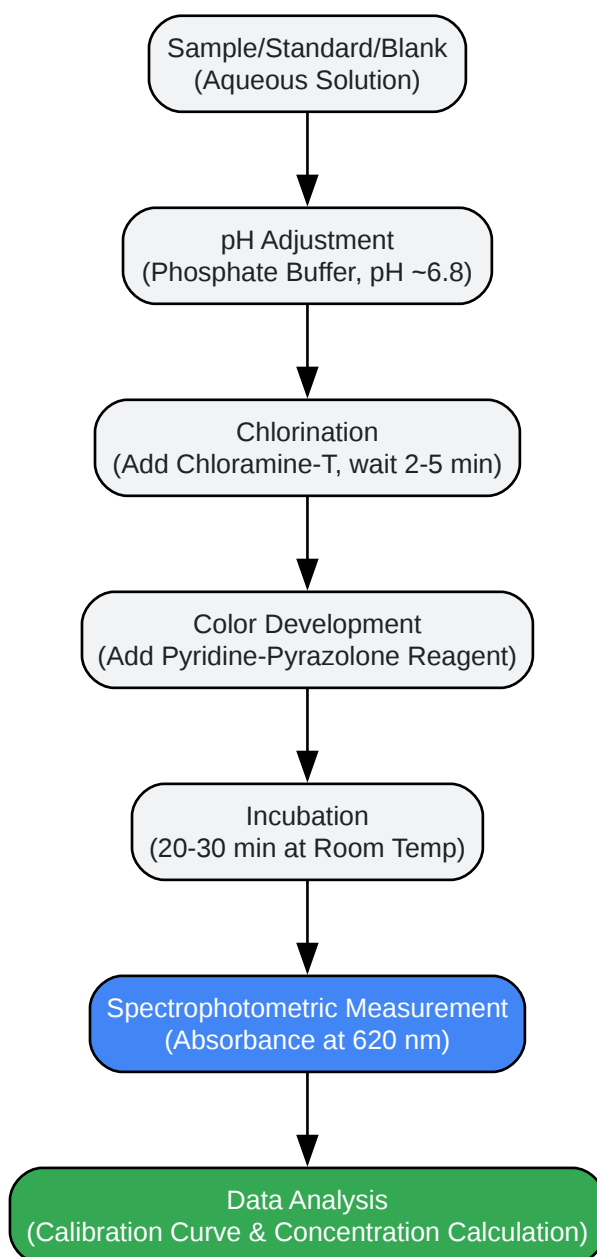 Sample/Standard/Blank
(Aqueous Solution)
pH Adjustment
(Phosphate Buffer, pH ~6.8)
Chlorination
(Add Chloramine-T, wait 2-5 min)
Color Development
(Add Pyridine-Pyrazolone Reagent)
Incubation
(20-30 min at Room Temp)
Spectrophotometric Measurement
(Absorbance at 620 nm)
Data Analysis
(Calibration Curve & Concentration Calculation)